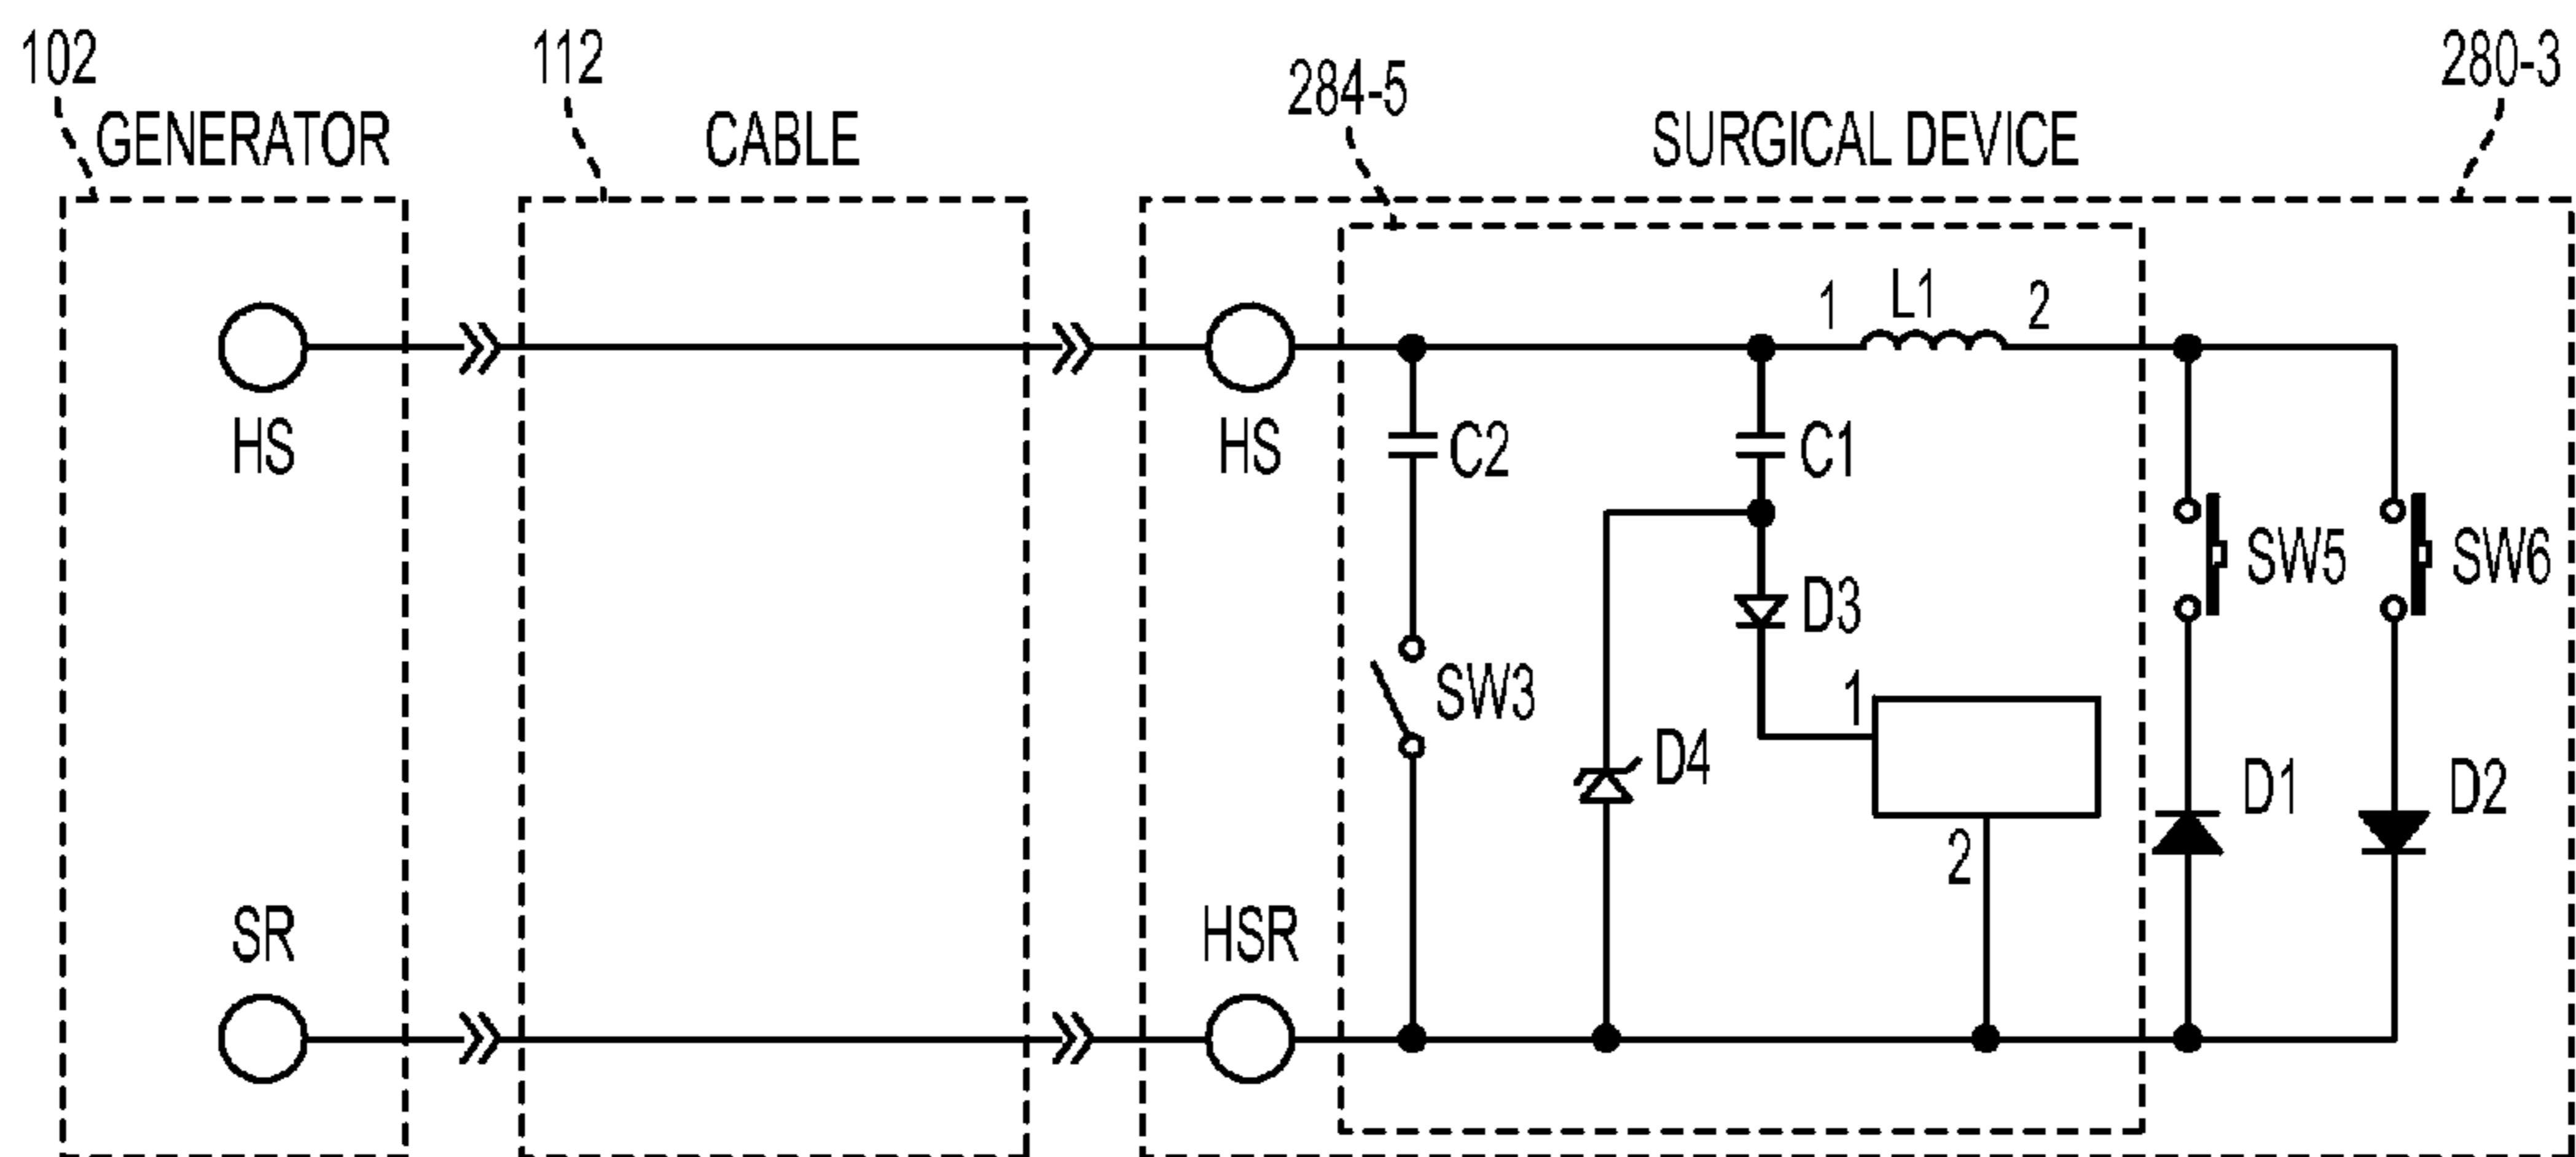 102
112
284-5
280-3
GENERATOR
CABLE
SURGICAL DEVICE
1
L1
2
HS
HS
C2
C1
SW5
SW6
D3
SW3
1
D4
D1
D2
2
SR
HSR